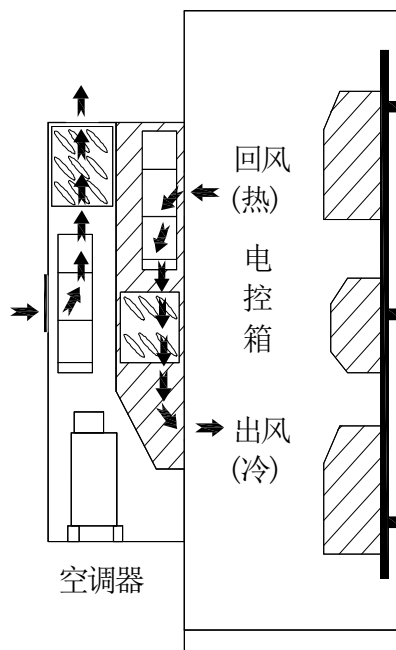 回风
(热)
电
控
箱
出风
(冷)
空调器